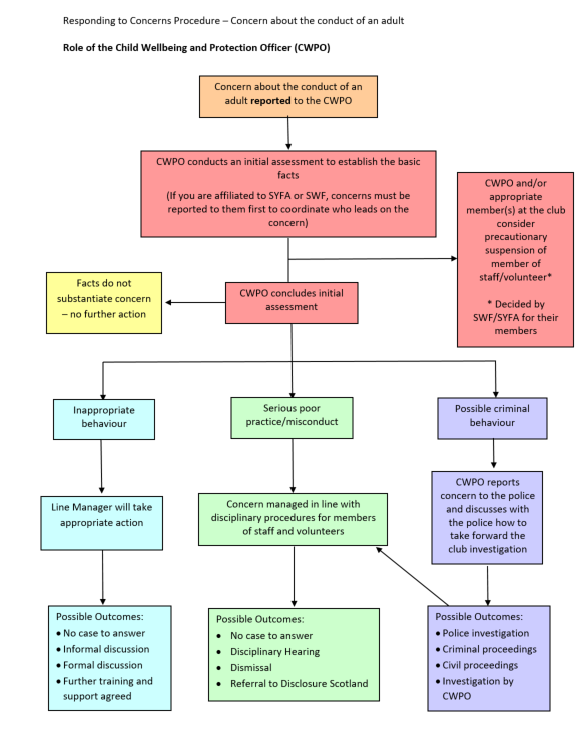 Responding to Concerns Procedure – Concern about the conduct of an adult
Role of the Child Wellbeing and Protection Officer (CWPO)
Concern about the conduct of an
adult reported to the CWPO
CWPO conducts an initial assessment to establish the basic
facts
(If you are affiliated to SYFA or SWF, concerns must be
reported to them first to coordinate who leads on the
concern)
CWPO and/or
appropriate
member(s) at the club
consider
precautionary
suspension of
member of
staff/volunteer*
* Decided by
SWF/SYFA for their
members
Facts do not
substantiate concern
– no further action
CWPO concludes initial
assessment
Inappropriate
behaviour
Serious poor
practice/misconduct
Possible criminal
behaviour
Line Manager will take
appropriate action
Concern managed in line with
disciplinary procedures for members
of staff and volunteers
CWPO reports
concern to the police
and discusses with
the police how to
take forward the
club investigation
Possible Outcomes:
• No case to answer
• Informal discussion
• Formal discussion
• Further training and
support agreed
Possible Outcomes:
• No case to answer
• Disciplinary Hearing
• Dismissal
• Referral to Disclosure Scotland
Possible Outcomes:
• Police investigation
• Criminal proceedings
• Civil proceedings
• Investigation by
CWPO